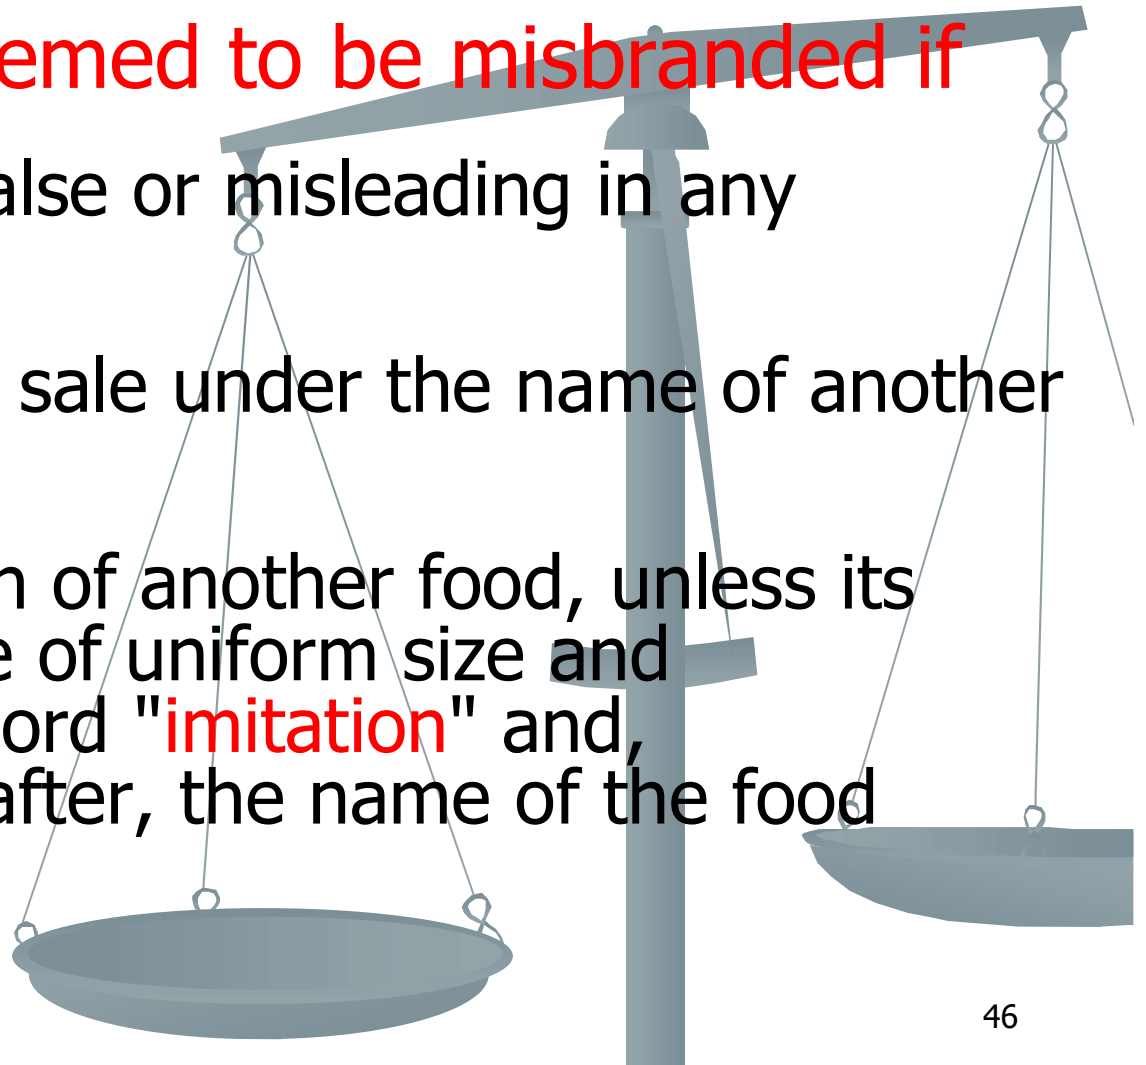 emed to be misbranded if
alse or misleading in any
sale under the name of another
n of another food, unless its
e of uniform size and
ord "imitation" and,
after, the name of the food
46